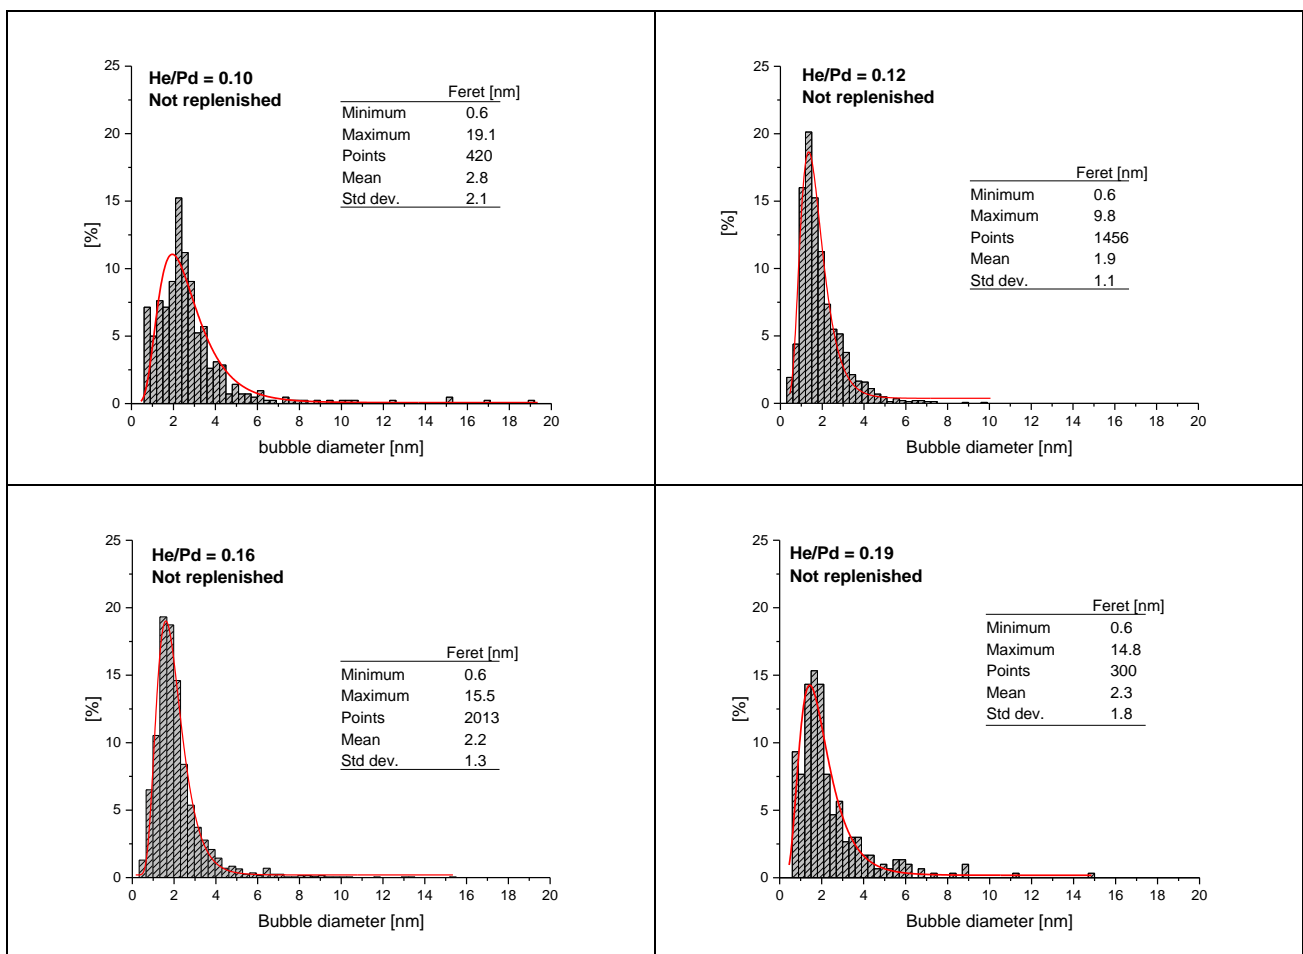 He/Pd = 0.10
Not replenished
Feret [nm]
Minimum 0.6
Maximum 19.1
Points 420
Mean 2.8
Std dev. 2.1
[%]
25
20
15
10
5
0
0 2 4 6 8 10 12 14 16 18 20
bubble diameter [nm]
He/Pd = 0.12
Not replenished
Feret [nm]
Minimum 0.6
Maximum 9.8
Points 1456
Mean 1.9
Std dev. 1.1
[%]
25
20
15
10
5
0
0 2 4 6 8 10 12 14 16 18 20
Bubble diameter [nm]
He/Pd = 0.16
Not replenished
Feret [nm]
Minimum 0.6
Maximum 15.5
Points 2013
Mean 2.2
Std dev. 1.3
[%]
25
20
15
10
5
0
0 2 4 6 8 10 12 14 16 18 20
Bubble diameter [nm]
He/Pd = 0.19
Not replenished
Feret [nm]
Minimum 0.6
Maximum 14.8
Points 300
Mean 2.3
Std dev. 1.8
[%]
25
20
15
10
5
0
0 2 4 6 8 10 12 14 16 18 20
Bubble diameter [nm]